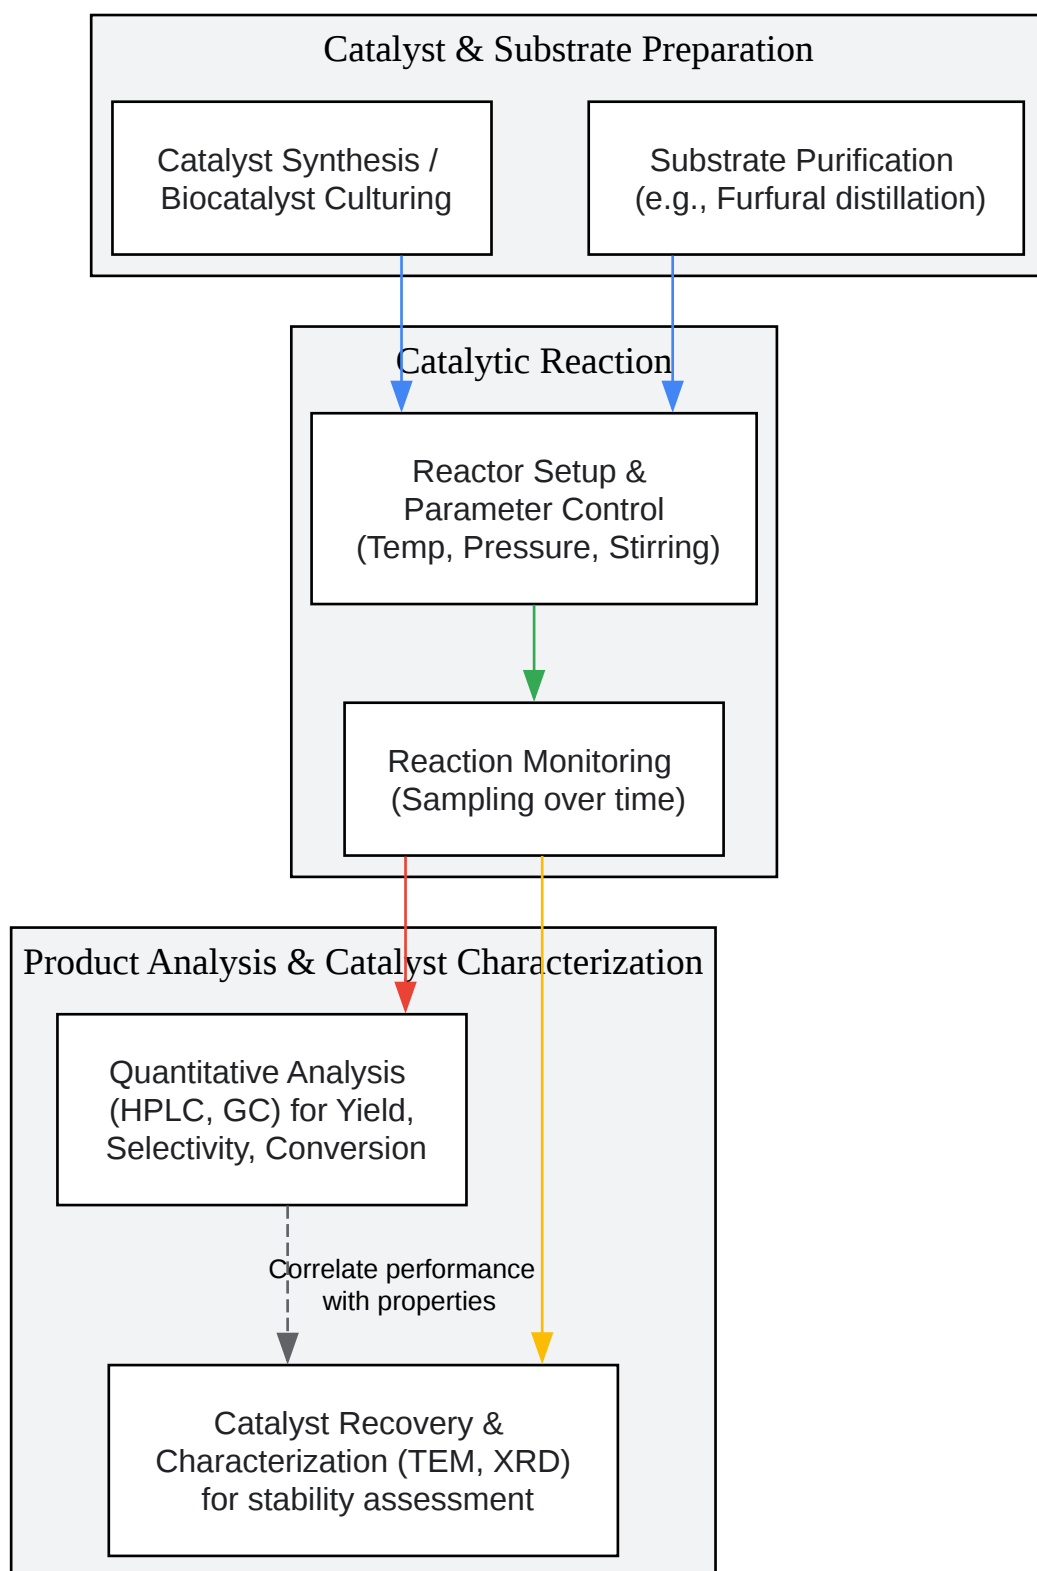 Catalyst & Substrate Preparation
Catalyst Synthesis /
Biocatalyst Culturing
Substrate Purification
(e.g., Furfural distillation)
Catalytic Reaction
Reactor Setup &
Parameter Control
(Temp, Pressure, Stirring)
Reaction Monitoring
(Sampling over time)
Product Analysis & Catalyst Characterization
Quantitative Analysis
(HPLC, GC) for Yield,
Selectivity, Conversion
Correlate performance
with properties
Catalyst Recovery &
Characterization (TEM, XRD)
for stability assessment